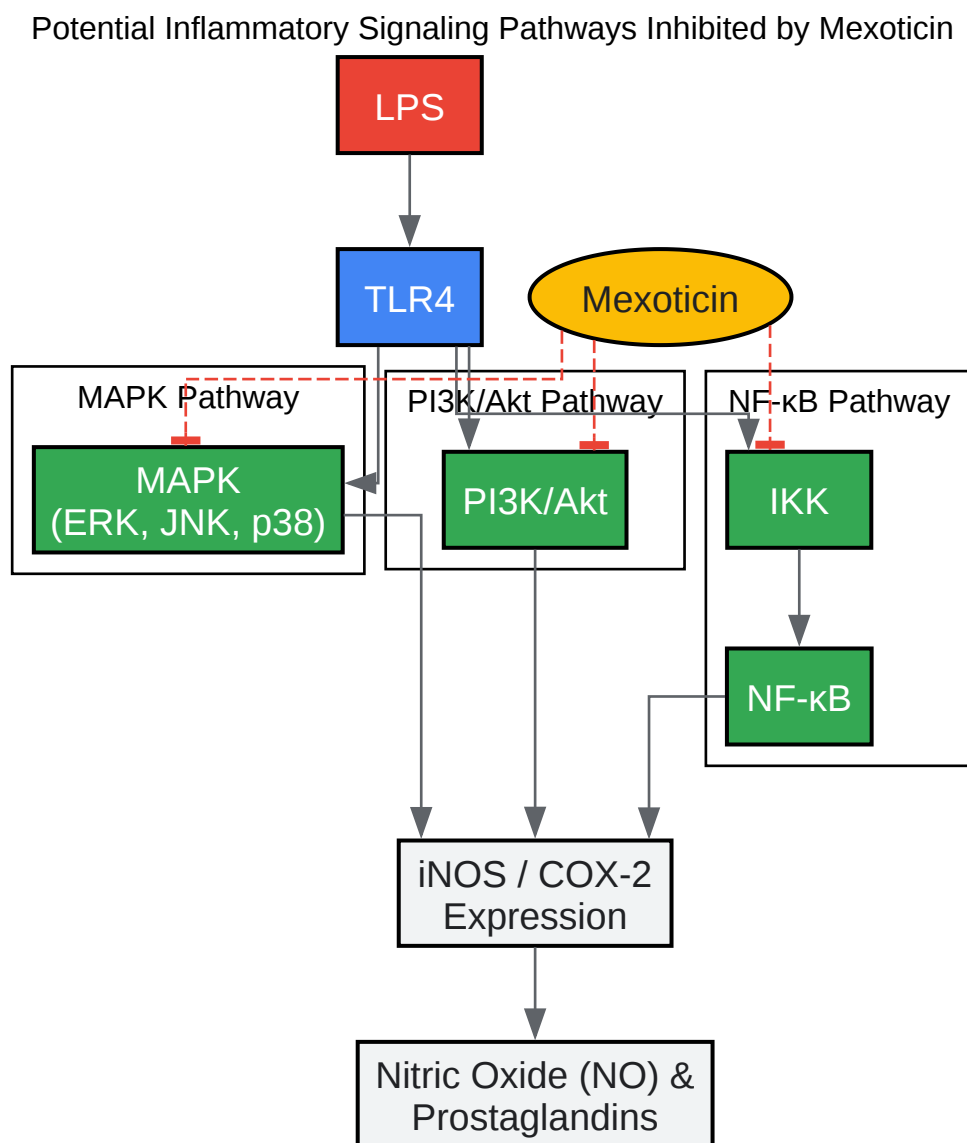 Potential Inflammatory Signaling Pathways Inhibited by Mexoticin
LPS
TLR4
Mexoticin
MAPK Pathway
PI3K/Akt Pathway
NF-κB Pathway
MAPK
(ERK, JNK, p38)
PI3K/Akt
IKK
NF-κB
iNOS / COX-2
Expression
Nitric Oxide (NO) &
Prostaglandins